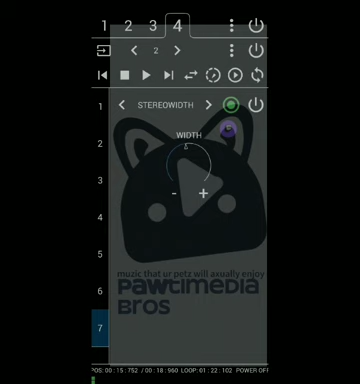 1 2 3 4
2
1
STEREOWIDTH
2
WIDTH
3
- +
4
5
muzic that ur petz will axually enjoy
6
pawtimedia
BROS
7
POS: 00 : 15 : 752 / 00 : 18 : 960 LOOP: 01 : 22 : 102 POWER OFF